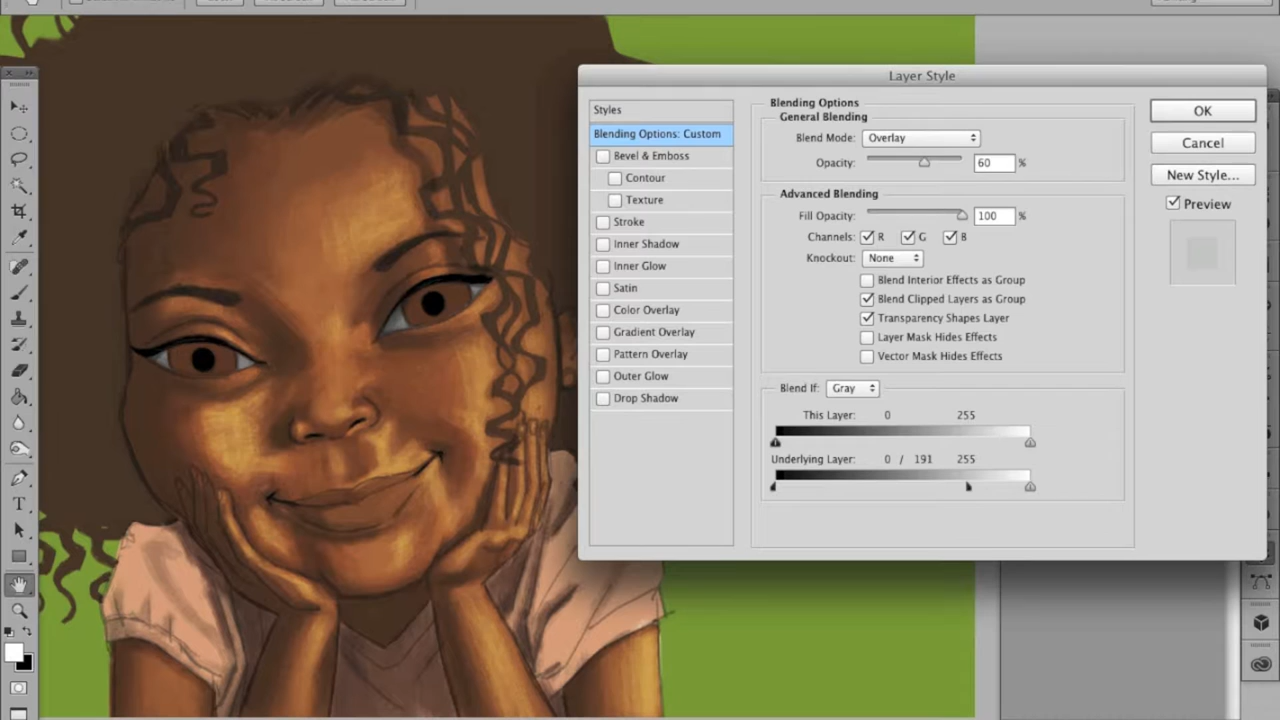 Layer Style
Styles
Blending Options: Custom
Bevel & Emboss
Contour
Texture
Stroke
Inner Shadow
Inner Glow
Satin
Color Overlay
Gradient Overlay
Pattern Overlay
Outer Glow
Drop Shadow
Blending Options
General Blending
Blend Mode: Overlay
Opacity: 60 %
Advanced Blending
Fill Opacity: 100 %
Channels: R G B
Knockout: None
Blend Interior Effects as Group
Blend Clipped Layers as Group
Transparency Shapes Layer
Layer Mask Hides Effects
Vector Mask Hides Effects
Blend If: Gray
This Layer: 0 255
Underlying Layer: 0 / 191 255
OK
Cancel
New Style...
Preview